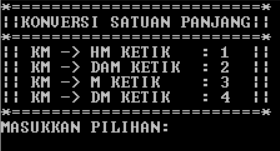 *==========================*
||KONVERSI SATUAN PANJANG||
*==========================*
|| KM -> HM KETIK : 1 ||
|| KM -> DAM KETIK : 2 ||
|| KM -> M KETIK : 3 ||
|| KM -> DM KETIK : 4 ||
*==========================*
MASUKKAN PILIHAN: